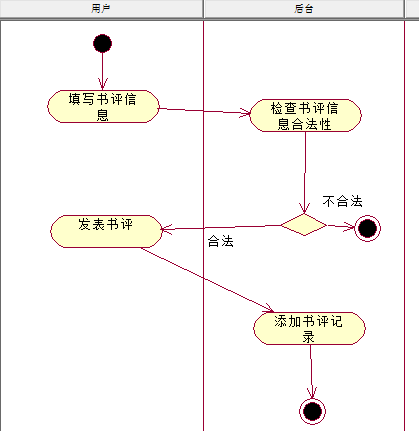 用户
后台
填写书评信
息
检查书评信
息合法性
不合法
发表书评
合法
添加书评记
录